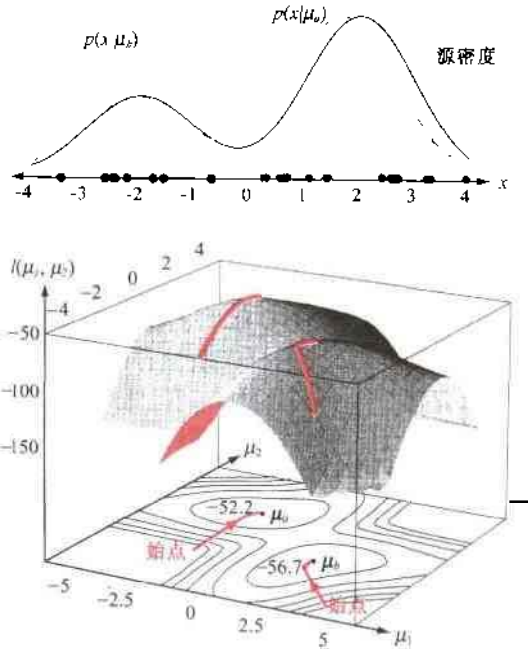 p(x|μₐ)
p(x μ_b)
源密度
-4 -3 -2 -1 0 1 2 3 4 x
l(μ₁, μ₂)
-4 -2 0 2 4
-50
-100
-150
μ₂
-52.2 μₐ
始点
-56.7 μ_b
始点
-5 -2.5 0 2.5 5 μ₁